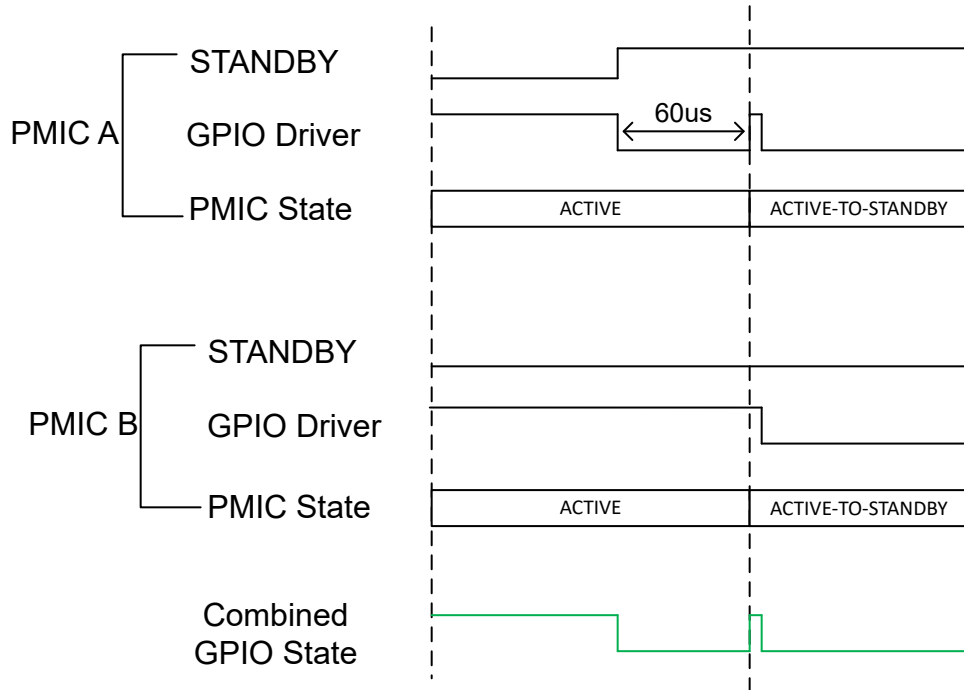 STANDBY
PMIC A
GPIO Driver
60us
PMIC State
ACTIVE
ACTIVE-TO-STANDBY
STANDBY
PMIC B
GPIO Driver
PMIC State
ACTIVE
ACTIVE-TO-STANDBY
Combined
GPIO State